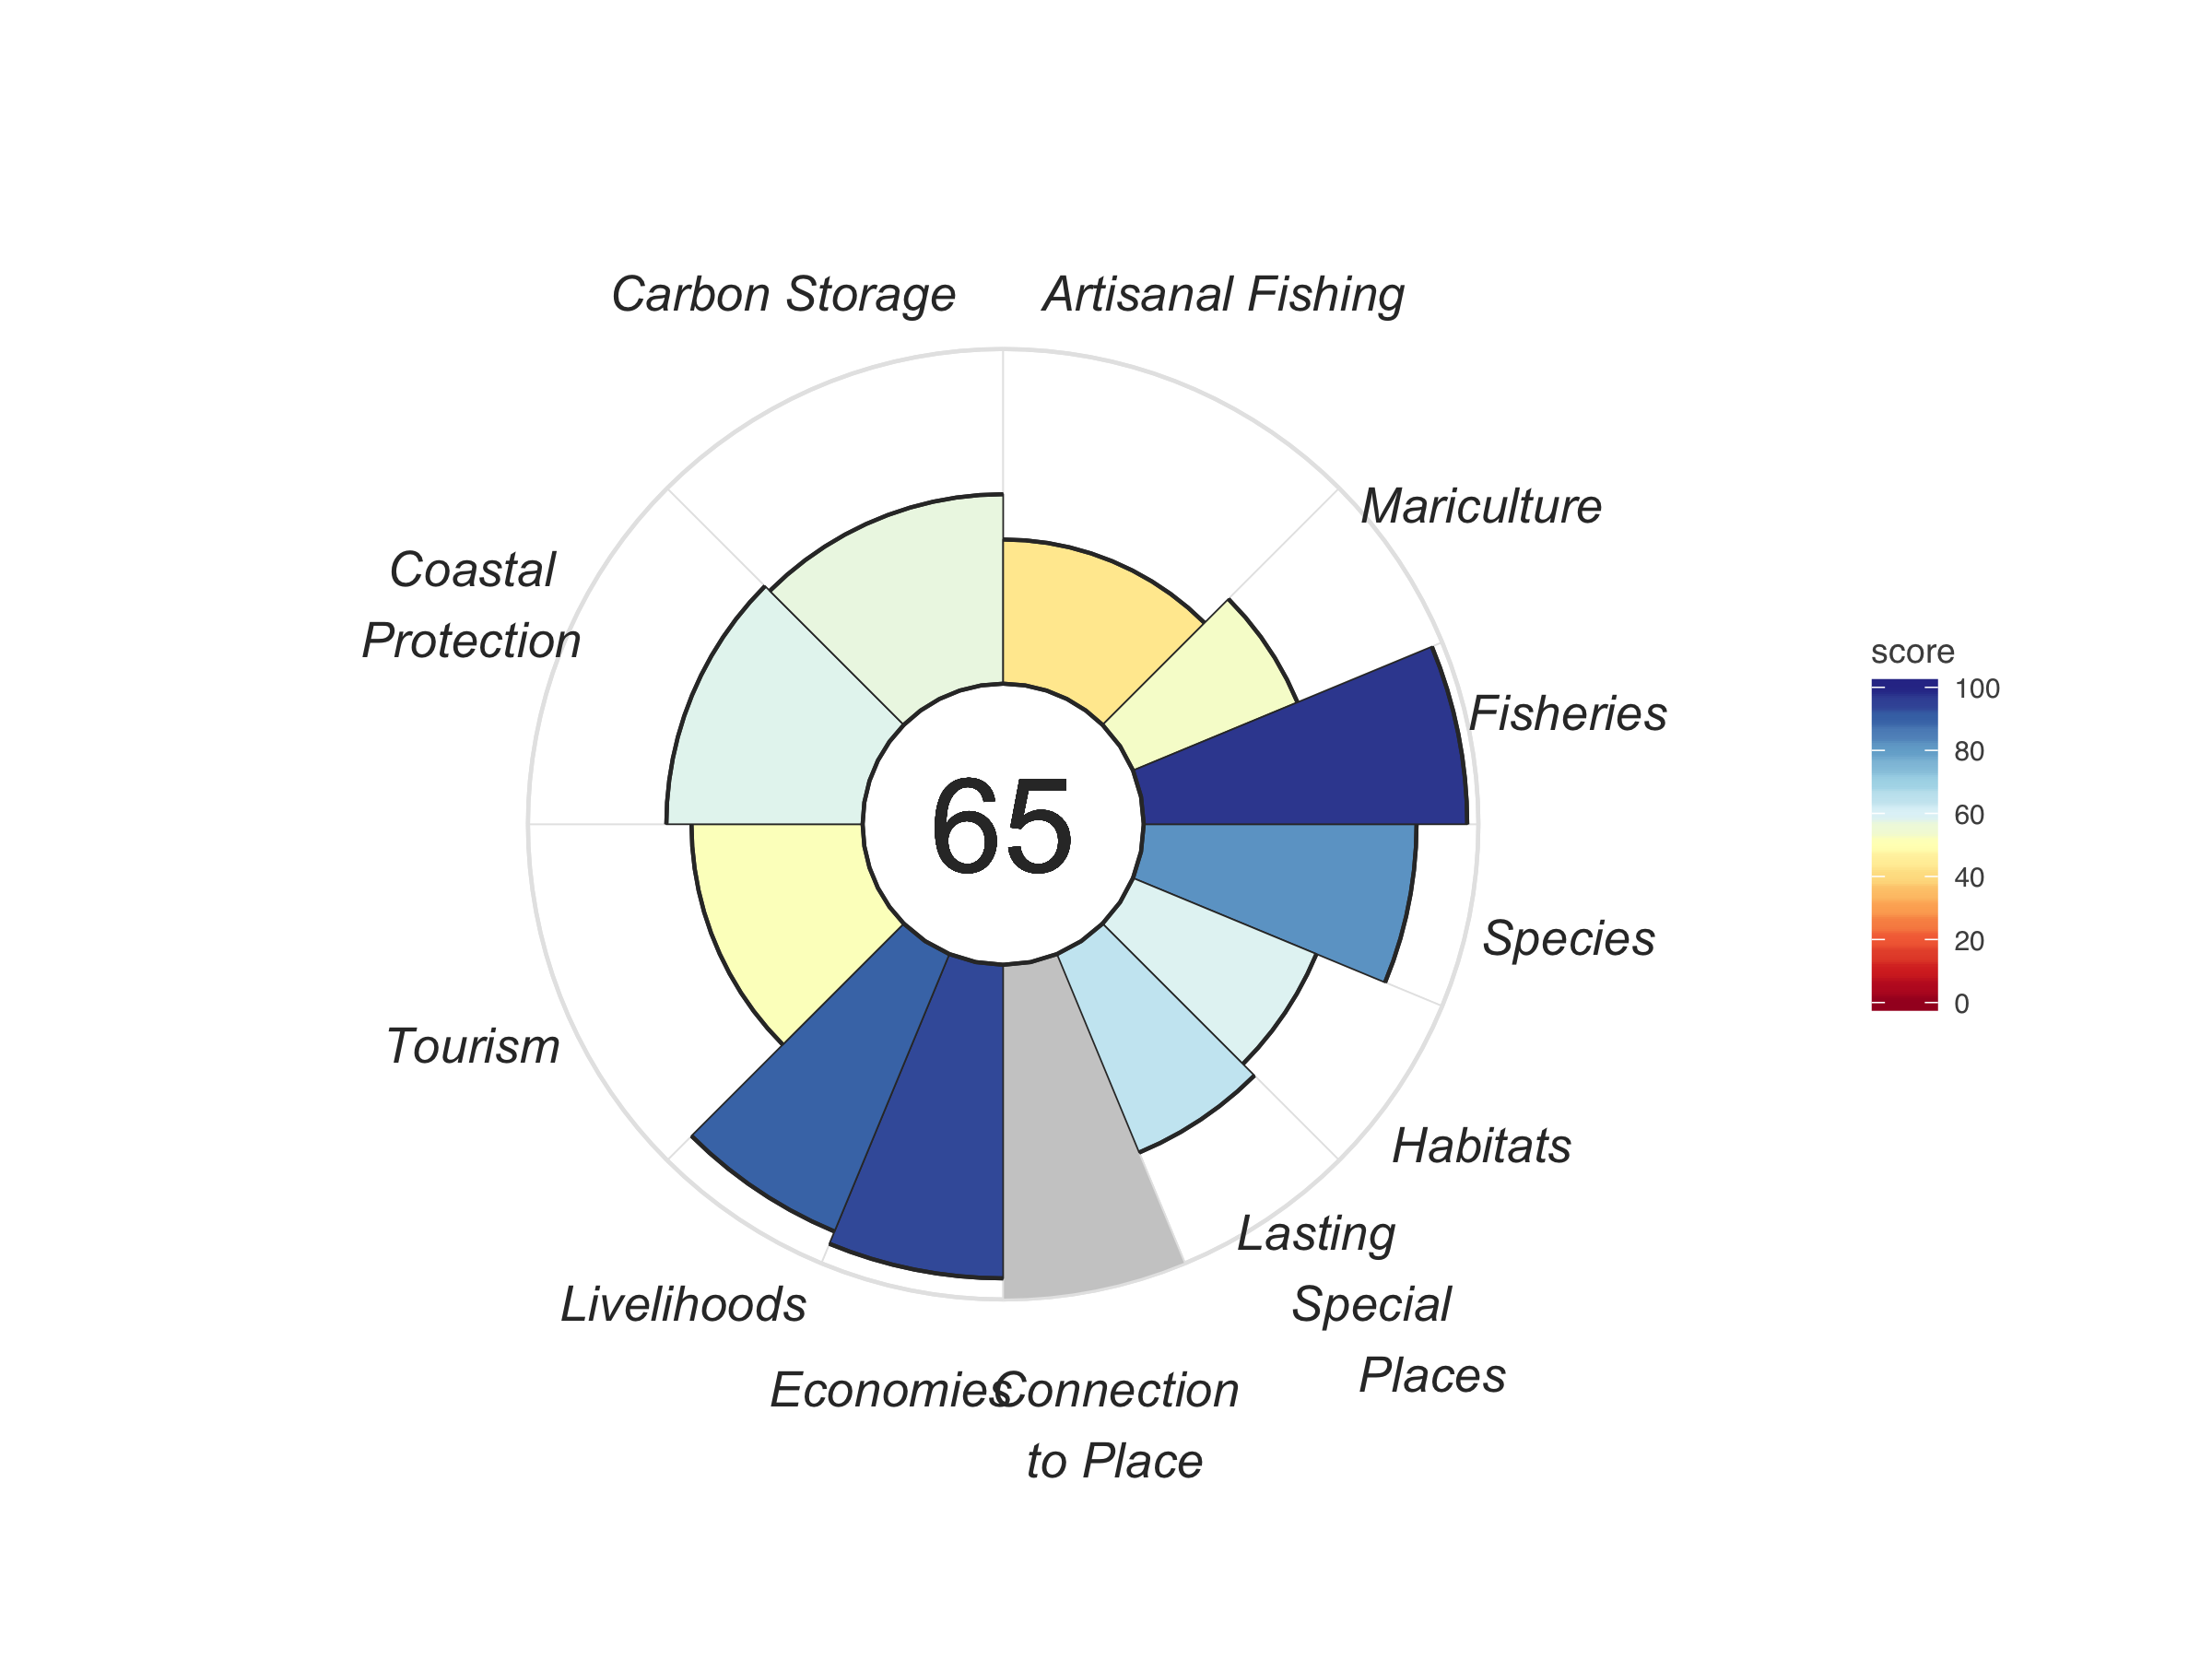 Carbon Storage
Artisanal Fishing
Mariculture
Coastal
Protection
Fisheries
65
Species
Tourism
Habitats
Lasting
Special
Places
Livelihoods
Economies
Connection
to Place
score
100
80
60
40
20
0